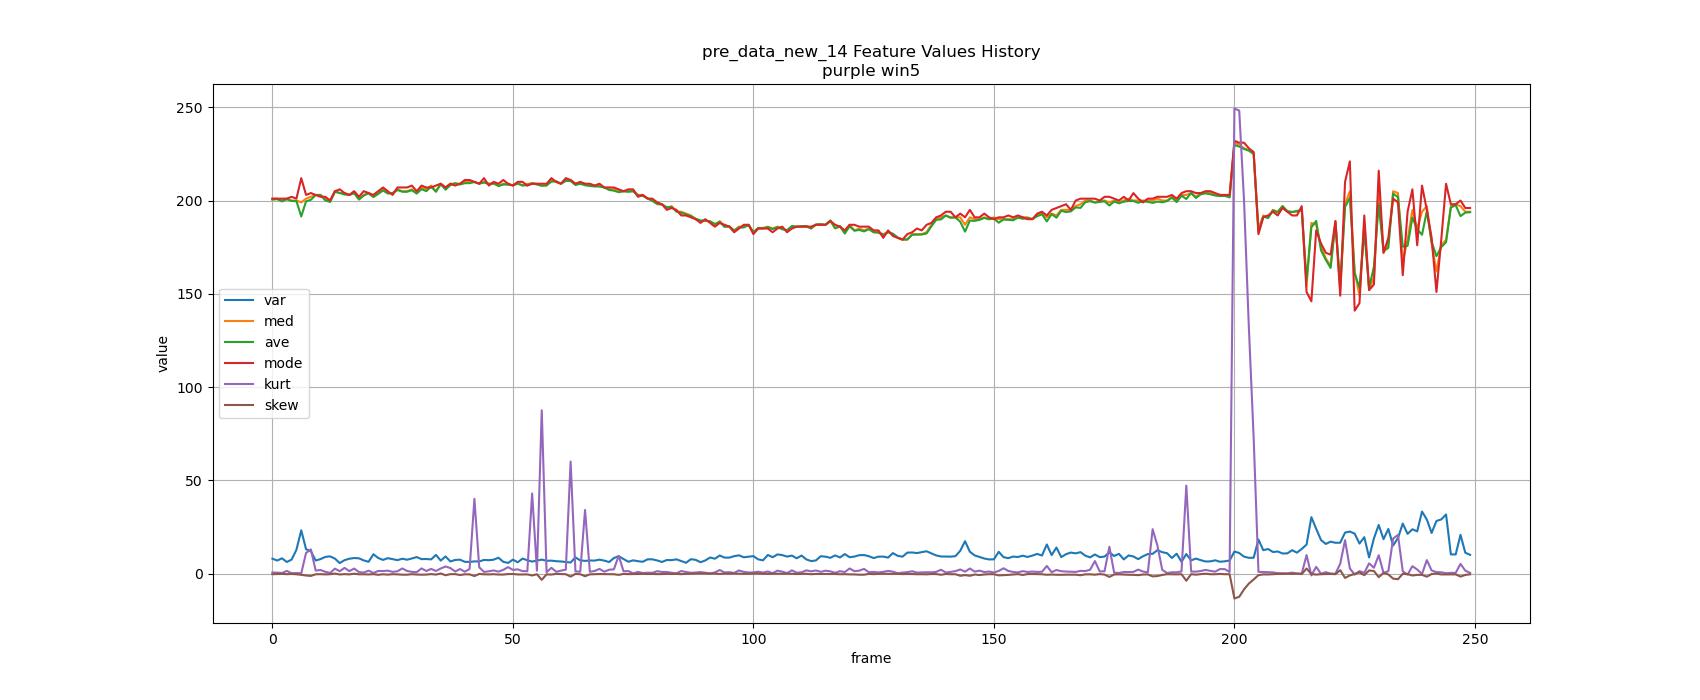 pre_data_new_14 Feature Values History
purple win5
250
200
150
100
50
0
value
var
med
ave
mode
kurt
skew
0 50 100 150 200 250
frame